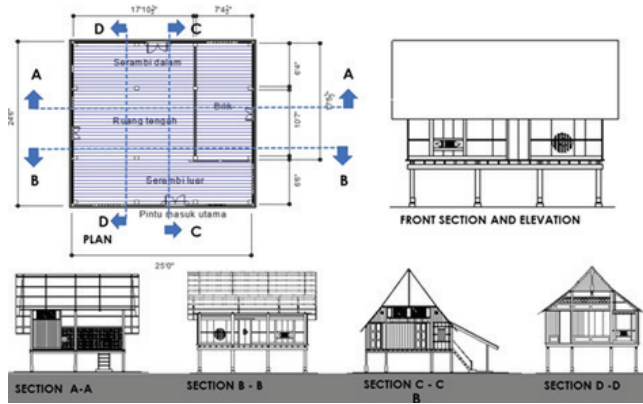 17'10½"
7'4½"
D
C
Serambi dalam
A
A
6'4"
Bilik
24'6"
Ruang tengah
10'7"
B
B
Serambi luar
6'6"
D
C
Pintu masuk utama
PLAN
25'0"
FRONT SECTION AND ELEVATION
SECTION A-A
SECTION B - B
SECTION C - C
B
SECTION D -D